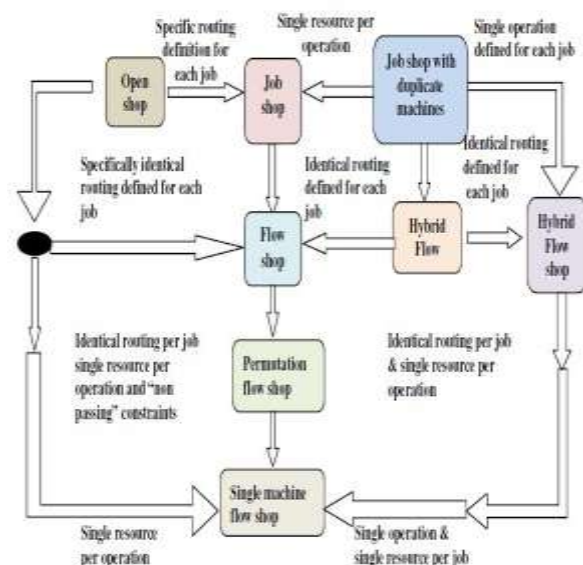 Specific routing
definition for
each job
Single resource per
operation
Single operation
defined for each job
Open
shop
Job
shop
Job shop with
duplicate
machines
Specifically identical
routing defined for each
job
Identical routing
defined for each
job
Identical routing
defined for
each job
Flow
shop
Hybrid
Flow
Hybrid
Flow
shop
Identical routing per job
single resource per
operation and “non
passing” constraints
Permutation
flow shop
Identical routing per job
& single resource per
operation
Single machine
flow shop
Single resource
per operation
Single operation &
single resource per job